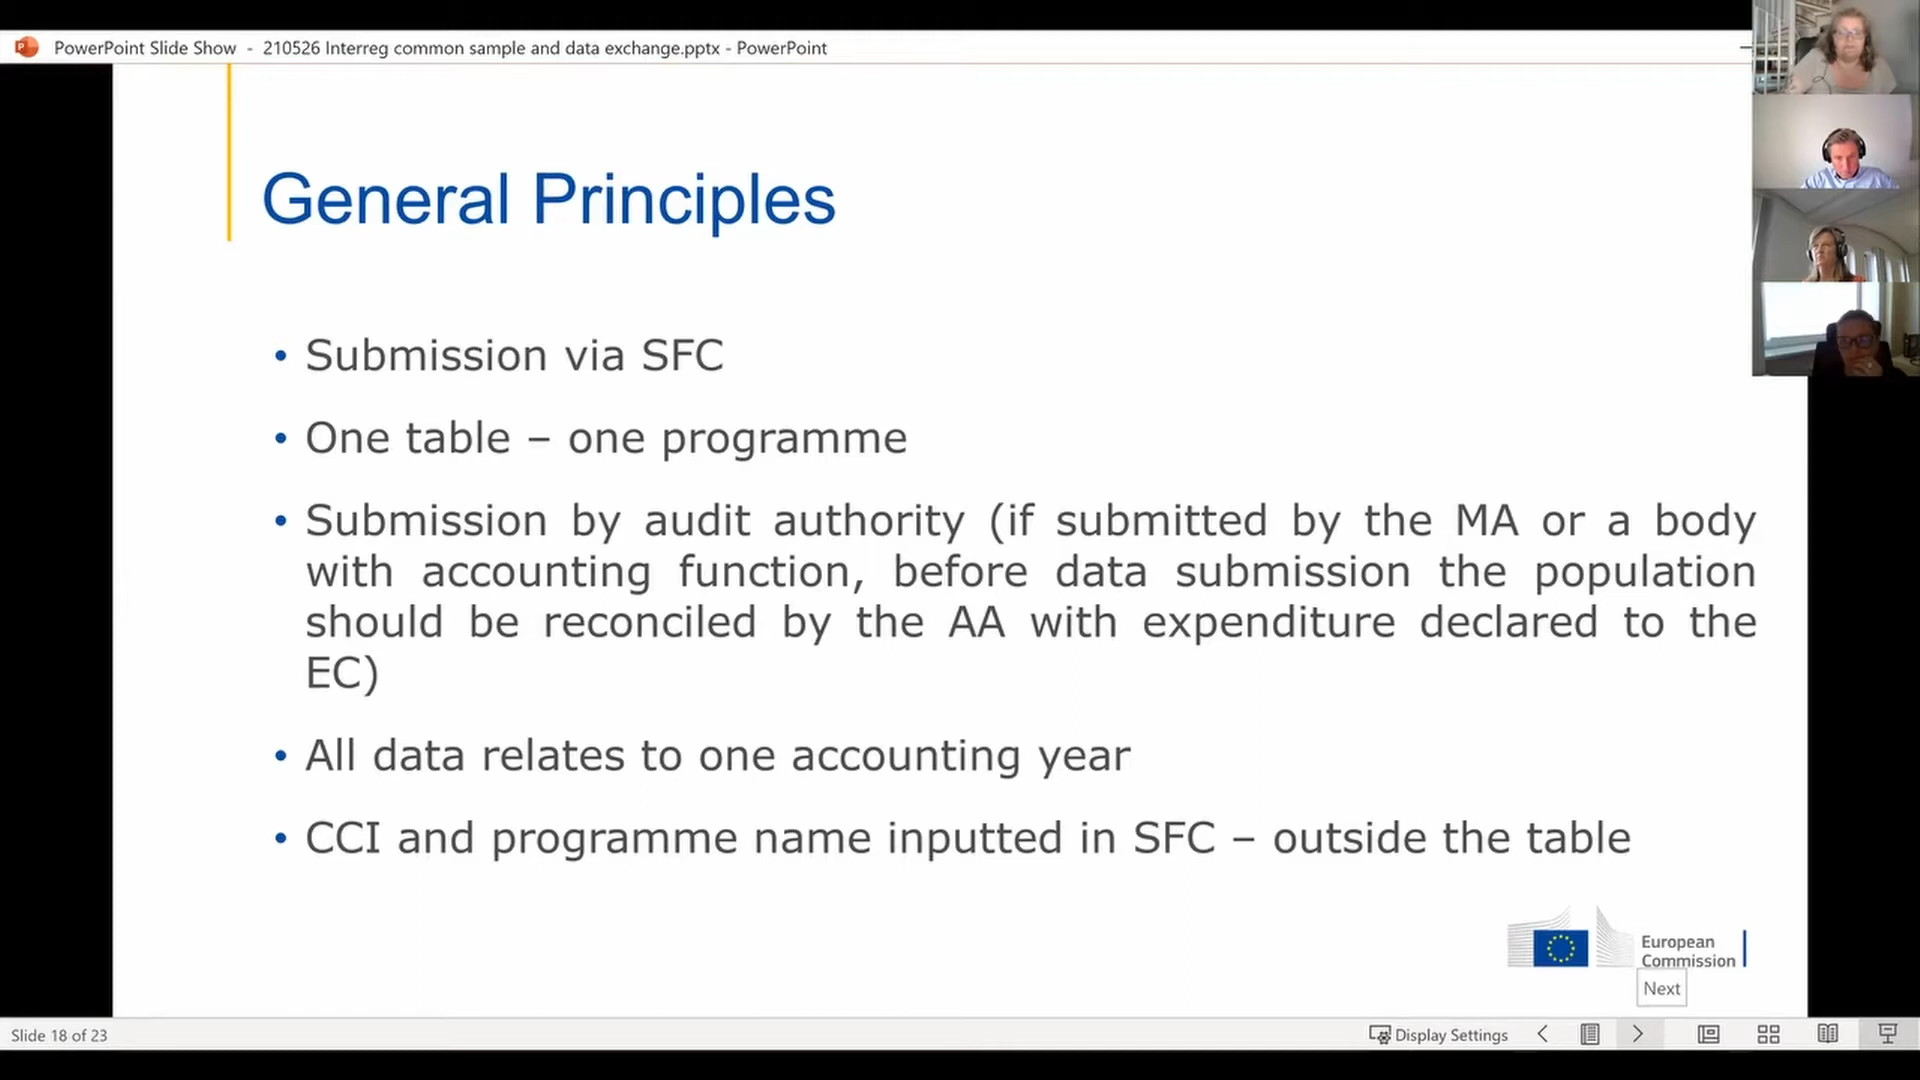 PowerPoint Slide Show - 210526 Interreg common sample and data exchange.pptx - PowerPoint
General Principles
• Submission via SFC
• One table – one programme
• Submission by audit authority (if submitted by the MA or a body
with accounting function, before data submission the population
should be reconciled by the AA with expenditure declared to the
EC)
• All data relates to one accounting year
• CCI and programme name inputted in SFC – outside the table
European
Commission
Next
Slide 18 of 23
Display Settings